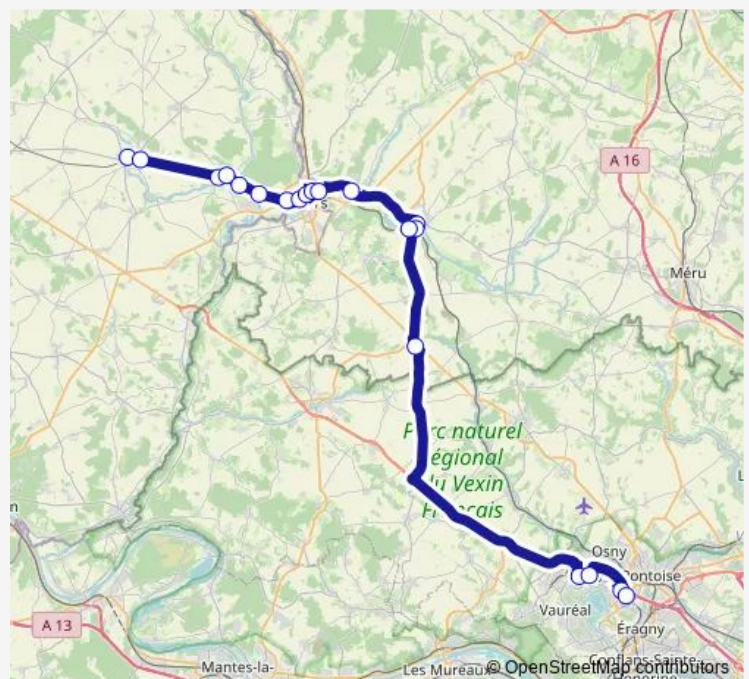 A 16
Méru
Parc naturel
régional
du Vexin
Français
Osny
Pontoise
Vauréal
A 13
Éragny
Mantes-la-
Les Mureaux
Conflans-Sainte-
Honorine
© OpenStreetMap contributors